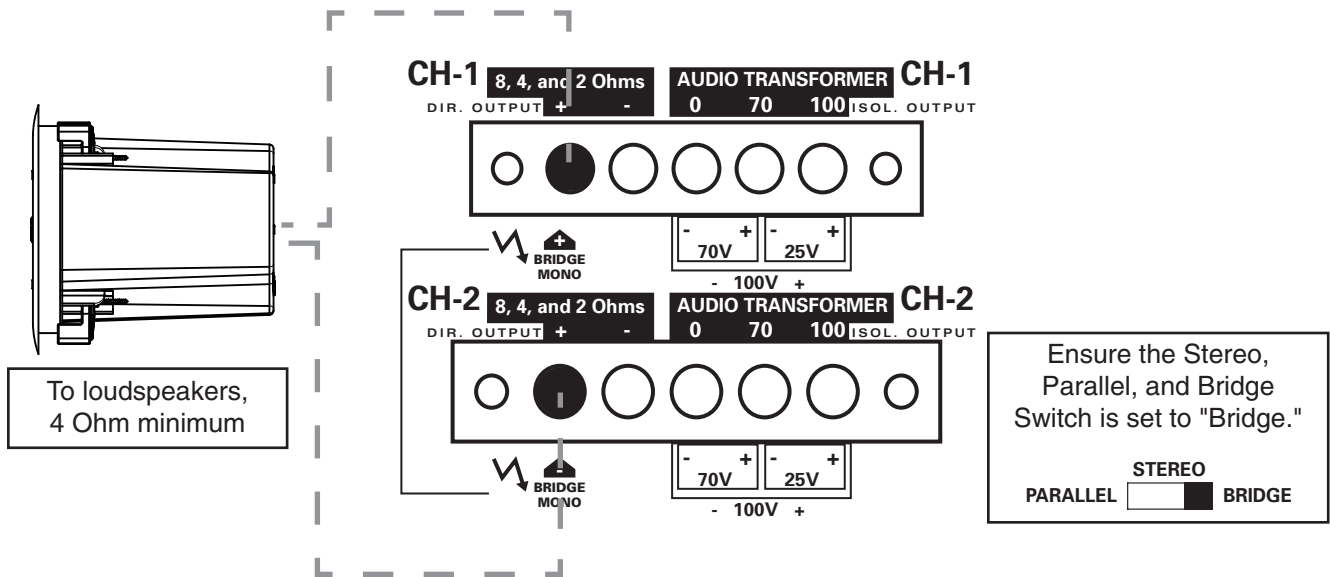 CH-1 8, 4, and 2 Ohms AUDIO TRANSFORMER CH-1
DIR. OUTPUT + - 0 70 100 ISOL. OUTPUT
+
BRIDGE
MONO
- + - +
70V 25V
- 100V +
CH-2 8, 4, and 2 Ohms AUDIO TRANSFORMER CH-2
DIR. OUTPUT + - 0 70 100 ISOL. OUTPUT
-
BRIDGE
MONO
- + - +
70V 25V
- 100V +
To loudspeakers,
4 Ohm minimum
Ensure the Stereo,
Parallel, and Bridge
Switch is set to "Bridge."
STEREO
PARALLEL BRIDGE